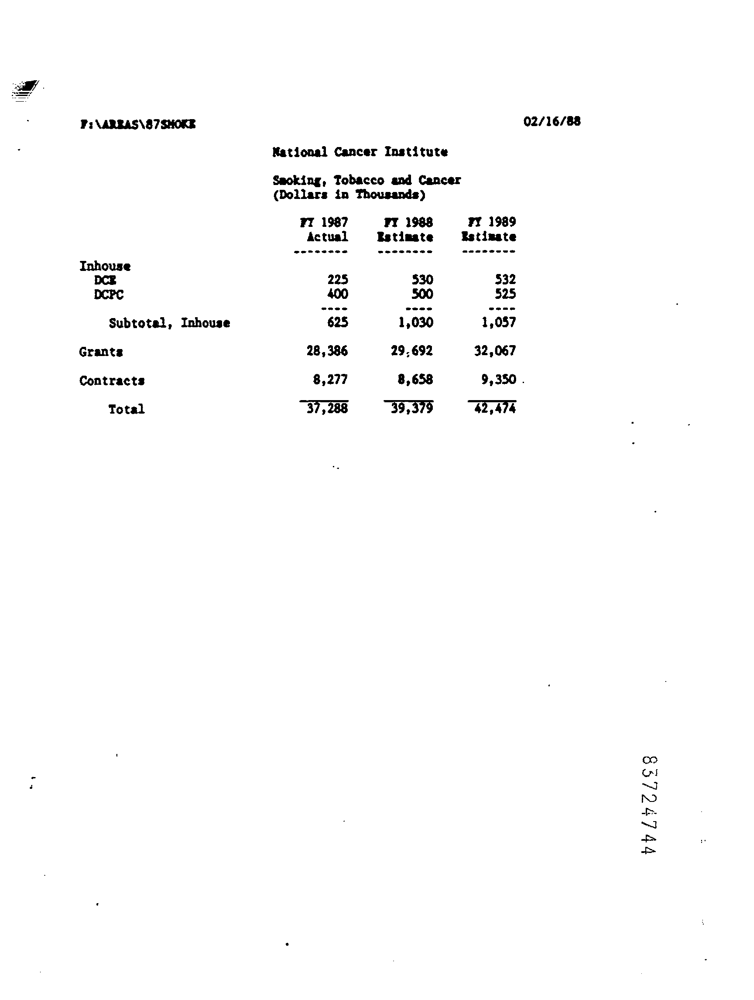 F:\AREAS\87SMOKE 02/16/88
National Cancer Institute
Smoking, Tobacco and Cancer
(Dollars in Thousands)
FY 1987 FY 1988 FY 1989
Actual Estimate Estimate
-------- -------- --------
Inhouse
DCE 225 530 532
DCPC 400 500 525
---- ---- ----
Subtotal, Inhouse 625 1,030 1,057
Grants 28,386 29,692 32,067
Contracts 8,277 8,658 9,350
Total 37,288 39,379 42,474
83724744